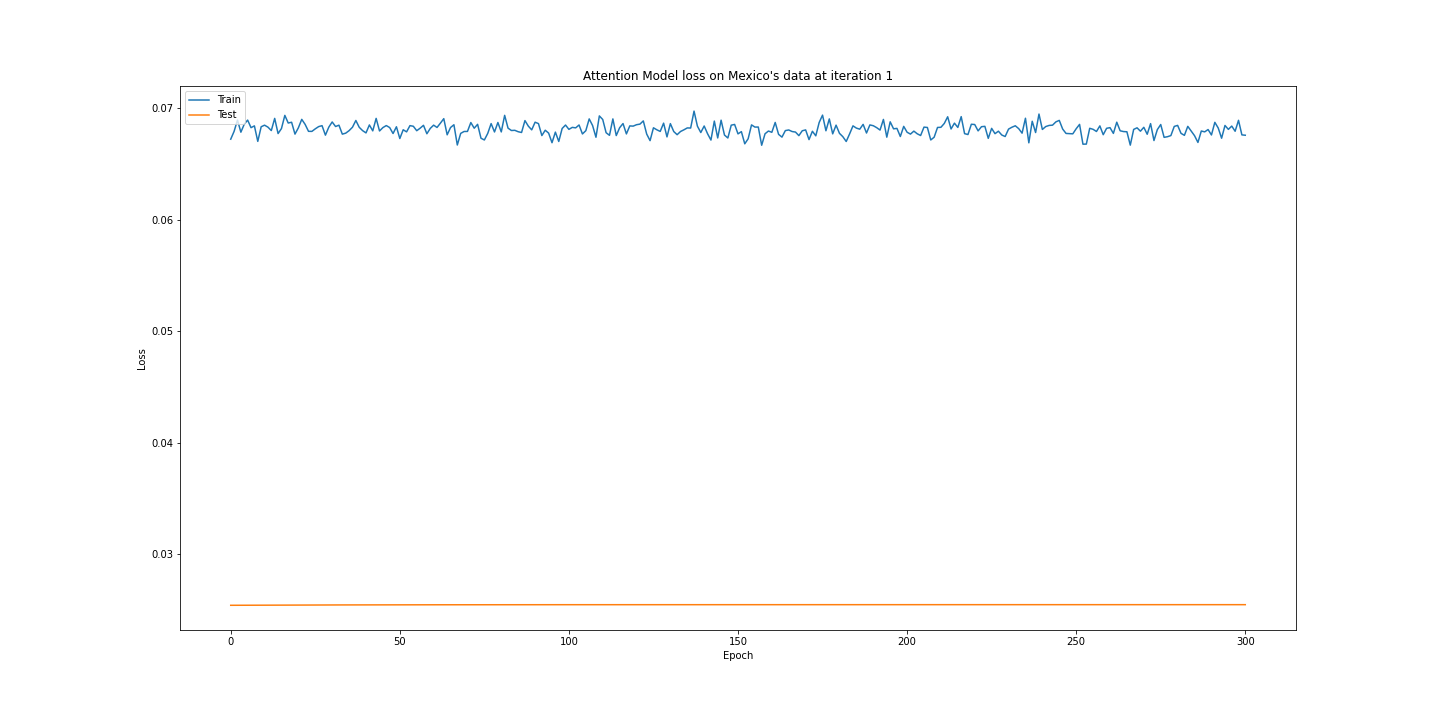 Attention Model loss on Mexico's data at iteration 1
Train
Test
0.07
0.06
0.05
0.04
0.03
Loss
0 50 100 150 200 250 300
Epoch